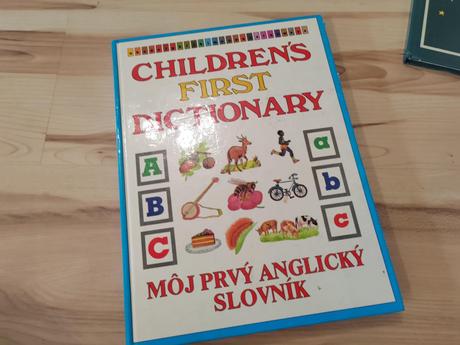 CHILDREN'S
FIRST
DICTIONARY
A
a
B
b
C
c
MÔJ PRVÝ ANGLICKÝ
SLOVNÍK